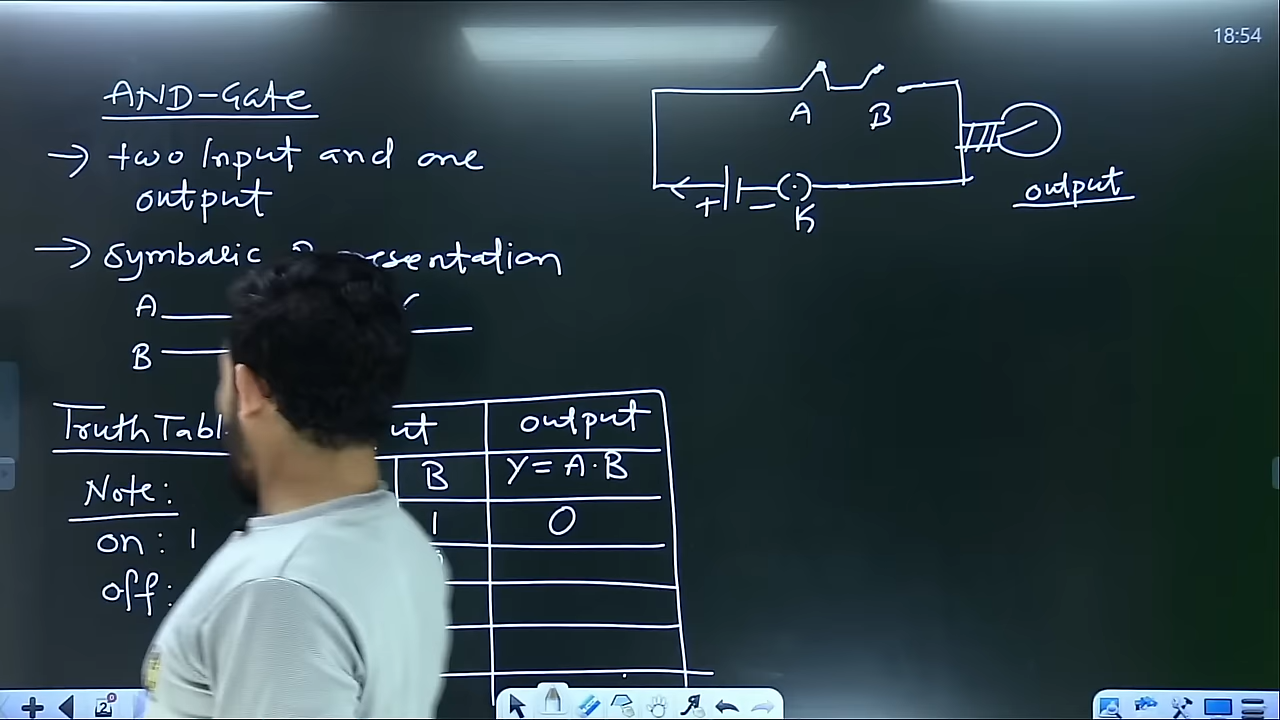 18:54
AND-Gate
→ two Input and one
output
→ Symbolic
A
B
A B
+ − K
output
Truth
output
B Y = A·B
Note:
1 0
on: 1
off:
2